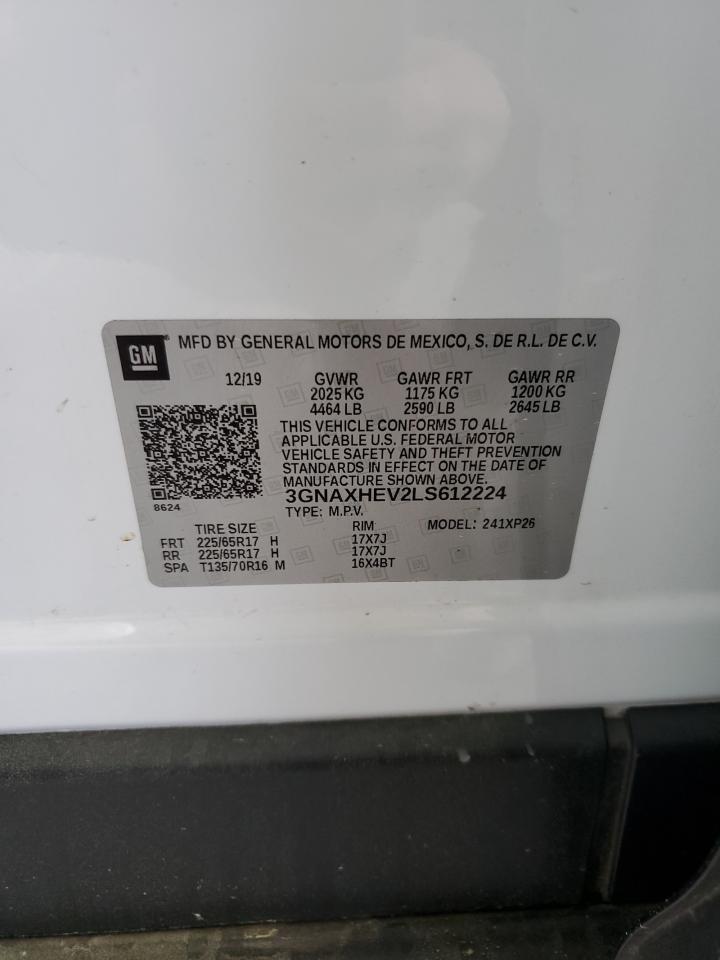 GM MFD BY GENERAL MOTORS DE MEXICO, S. DE R.L. DE C.V.
12/19 GVWR GAWR FRT GAWR RR
2025 KG 1175 KG 1200 KG
4464 LB 2590 LB 2645 LB
THIS VEHICLE CONFORMS TO ALL
APPLICABLE U.S. FEDERAL MOTOR
VEHICLE SAFETY AND THEFT PREVENTION
STANDARDS IN EFFECT ON THE DATE OF
MANUFACTURE SHOWN ABOVE.
3GNAXHEV2LS612224
8624
TYPE: M.P.V.
TIRE SIZE RIM MODEL: 241XP26
FRT 225/65R17 H 17X7J
RR 225/65R17 H 17X7J
SPA T135/70R16 M 16X4BT